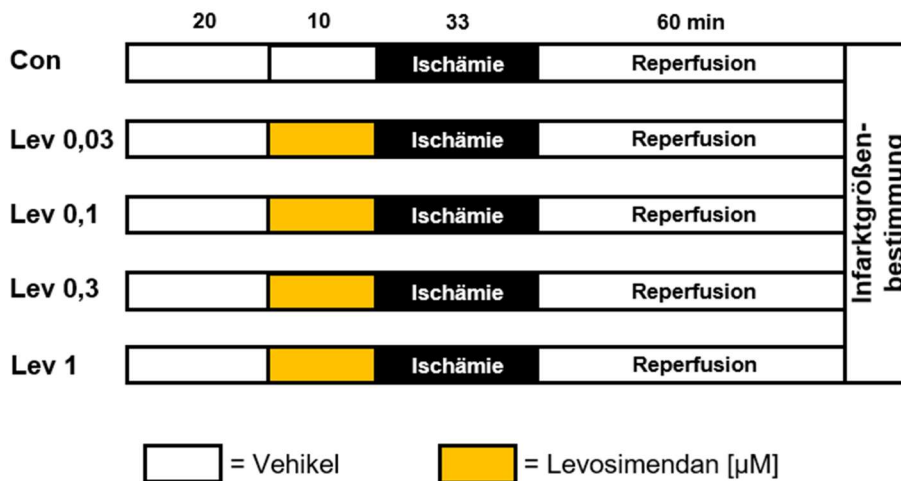 20 10 33 60 min
Con Ischämie Reperfusion
Lev 0,03 Ischämie Reperfusion
Lev 0,1 Ischämie Reperfusion
Lev 0,3 Ischämie Reperfusion
Lev 1 Ischämie Reperfusion
Infarktgrößen-
bestimmung
= Vehikel = Levosimendan [µM]